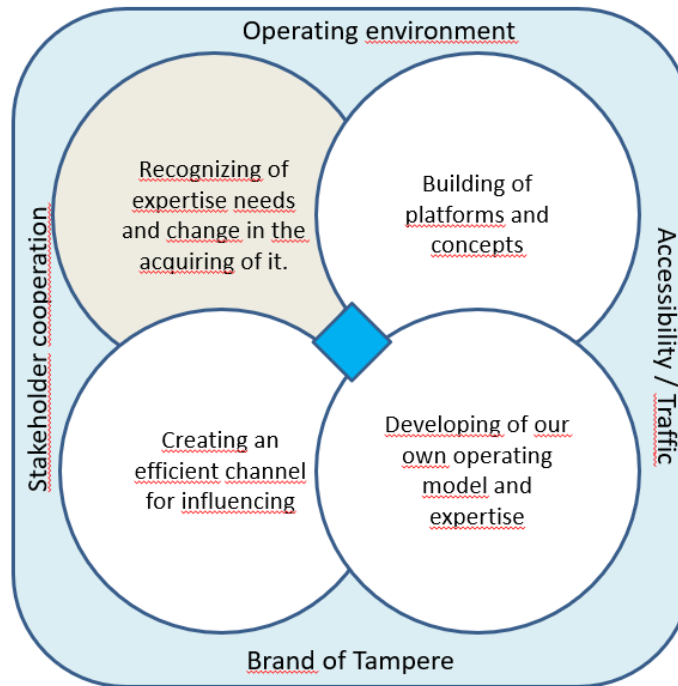 Operating environment
Recognizing of
expertise needs
and change in the
acquiring of it.
Building of
platforms and
concepts
Stakeholder cooperation
Accessibility / Traffic
Creating an
efficient channel
for influencing
Developing of our
own operating
model and
expertise
Brand of Tampere